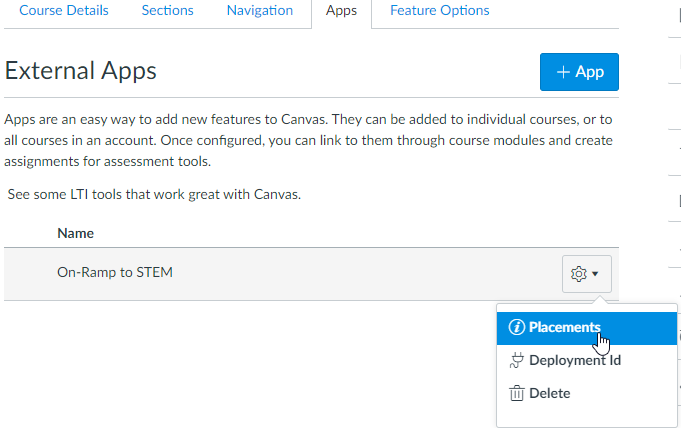 Course Details Sections Navigation Apps Feature Options
External Apps
+ App
Apps are an easy way to add new features to Canvas. They can be added to individual courses, or to
all courses in an account. Once configured, you can link to them through course modules and create
assignments for assessment tools.
See some LTI tools that work great with Canvas.
Name
On-Ramp to STEM
Placements
Deployment Id
Delete